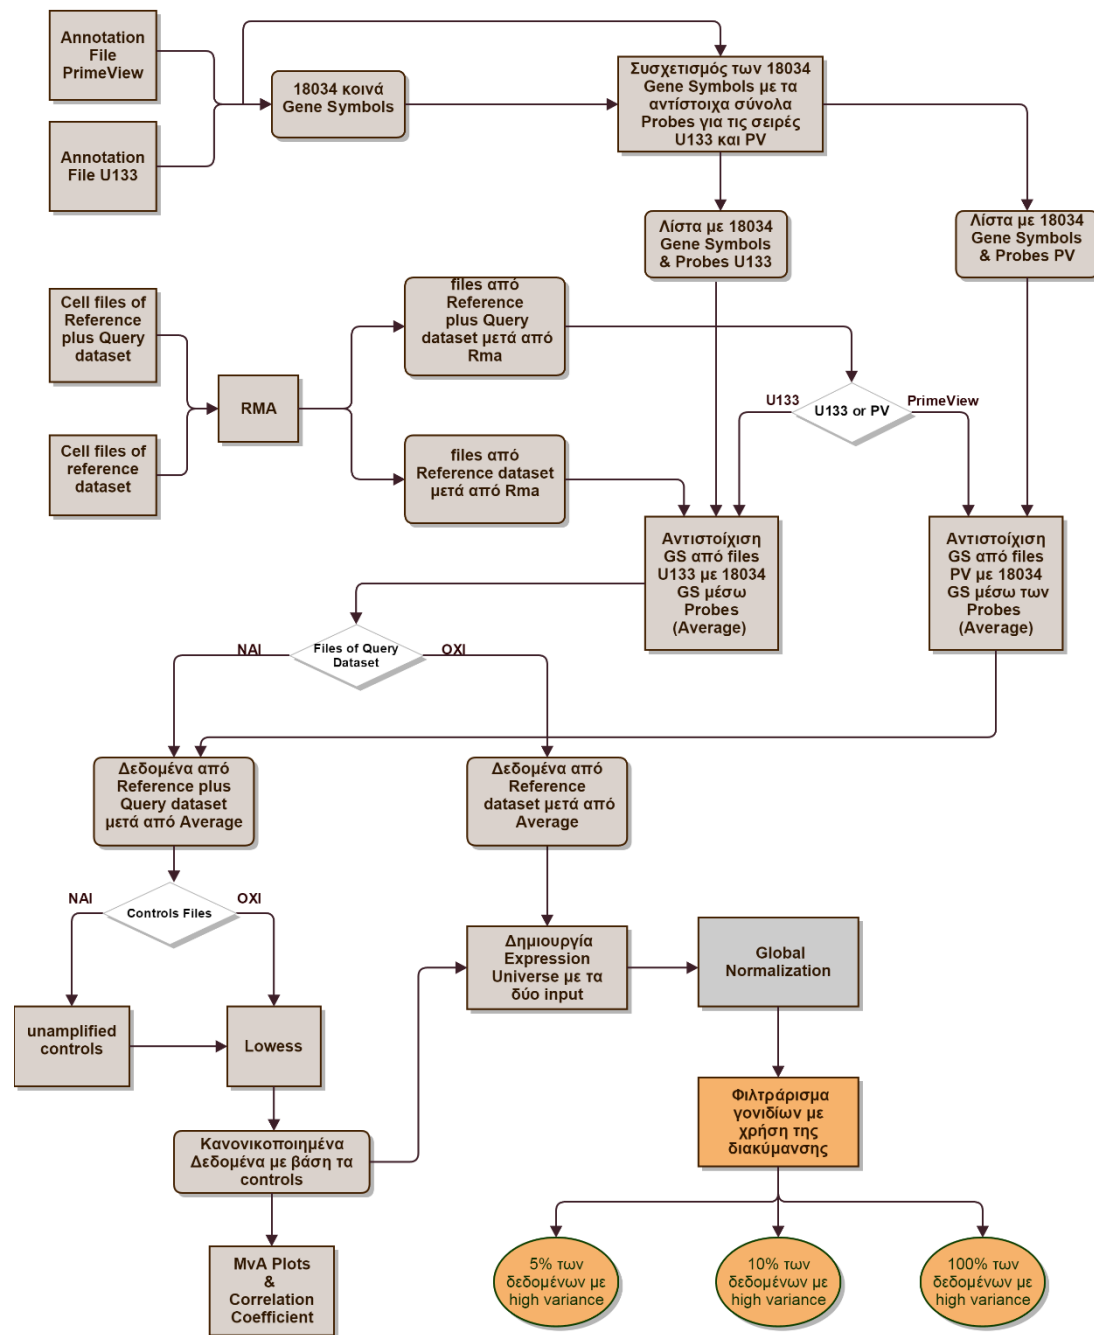 Annotation
File
PrimeView
18034 κοινά
Gene Symbols
Συσχετισμός των 18034
Gene Symbols με τα
αντίστοιχα σύνολα
Probes για τις σειρές
U133 και PV
Annotation
File U133
Λίστα με 18034
Gene Symbols
& Probes U133
Λίστα με 18034
Gene Symbols
& Probes PV
Cell files of
Reference
plus Query
dataset
files από
Reference
plus Query
dataset μετά από
Rma
RMA
U133
U133 or PV
PrimeView
Cell files of
reference
dataset
files από
Reference dataset
μετά από Rma
Αντιστοίχιση
GS από files
U133 με 18034
GS μέσω
Probes
(Average)
Αντιστοίχιση
GS από files
PV με 18034
GS μέσω των
Probes
(Average)
ΝΑΙ
Files of Query
Dataset
ΟΧΙ
Δεδομένα από
Reference plus
Query dataset
μετά από Average
Δεδομένα από
Reference
dataset μετά από
Average
ΝΑΙ
Controls Files
ΟΧΙ
Δημιουργία
Expression
Universe με τα
δύο input
Global
Normalization
unamplified
controls
Lowess
Φιλτράρισμα
γονιδίων με
χρήση της
διακύμανσης
Κανονικοποιημένα
Δεδομένα με βάση τα
controls
MvA Plots
&
Correlation
Coefficient
5% των
δεδομένων με
high variance
10% των
δεδομένων με
high variance
100% των
δεδομένων με
high variance